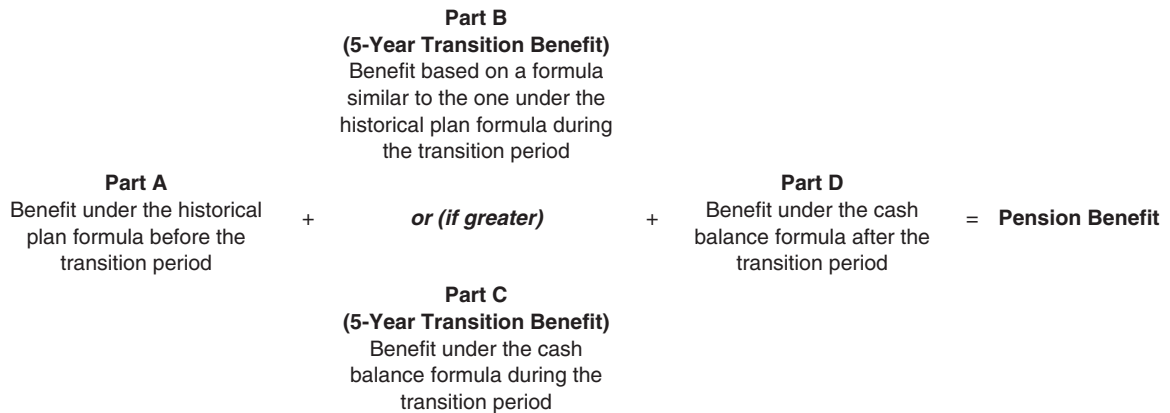 Part B
(5-Year Transition Benefit)
Benefit based on a formula
similar to the one under the
historical plan formula during
the transition period
Part A
Benefit under the historical
plan formula before the
transition period
+
or (if greater)
+
Part D
Benefit under the cash
balance formula after the
transition period
= Pension Benefit
Part C
(5-Year Transition Benefit)
Benefit under the cash
balance formula during the
transition period